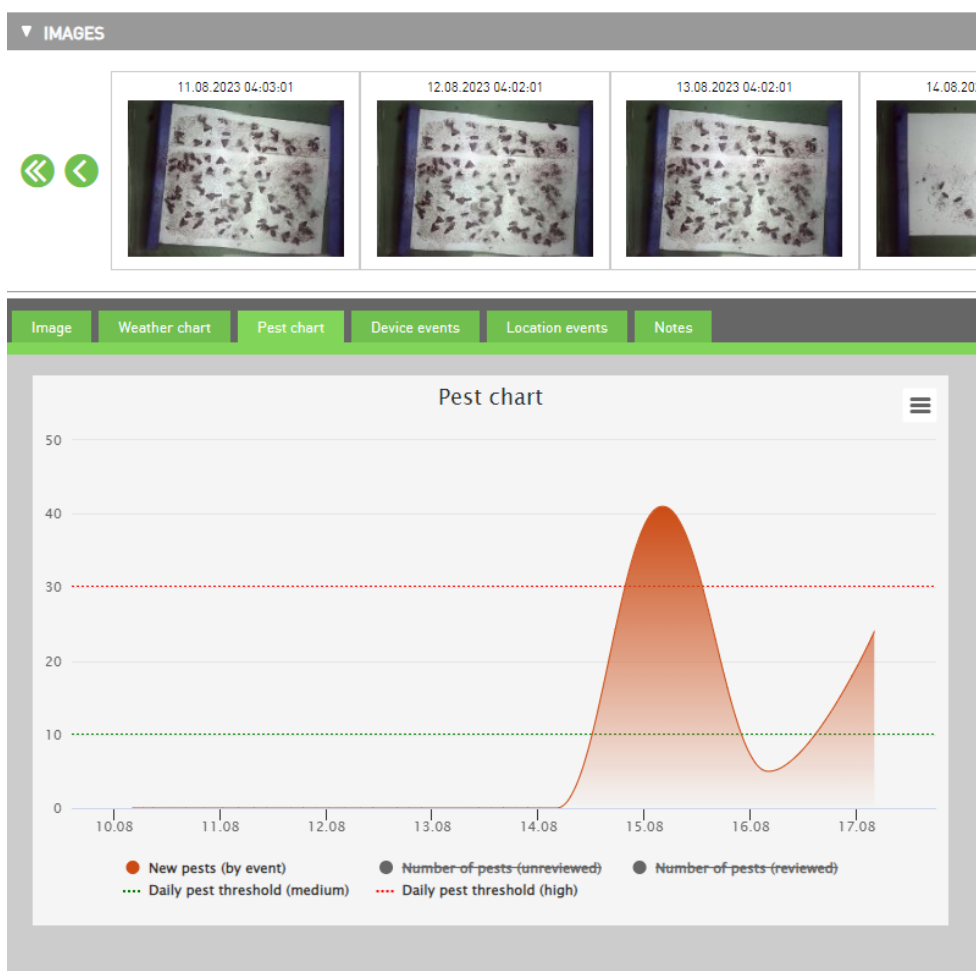 IMAGES
11.08.2023 04:03:01
12.08.2023 04:02:01
13.08.2023 04:02:01
14.08.20
Image
Weather chart
Pest chart
Device events
Location events
Notes
Pest chart
50
40
30
20
10
0
10.08
11.08
12.08
13.08
14.08
15.08
16.08
17.08
New pests (by event)
Number of pests (unreviewed)
Number of pests (reviewed)
Daily pest threshold (medium)
Daily pest threshold (high)